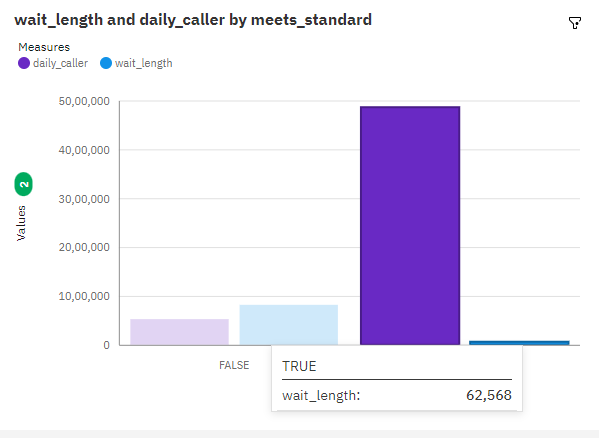 wait_length and daily_caller by meets_standard
Measures
daily_caller wait_length
50,00,000
40,00,000
30,00,000
20,00,000
10,00,000
0
Values 2
FALSE
TRUE
wait_length: 62,568